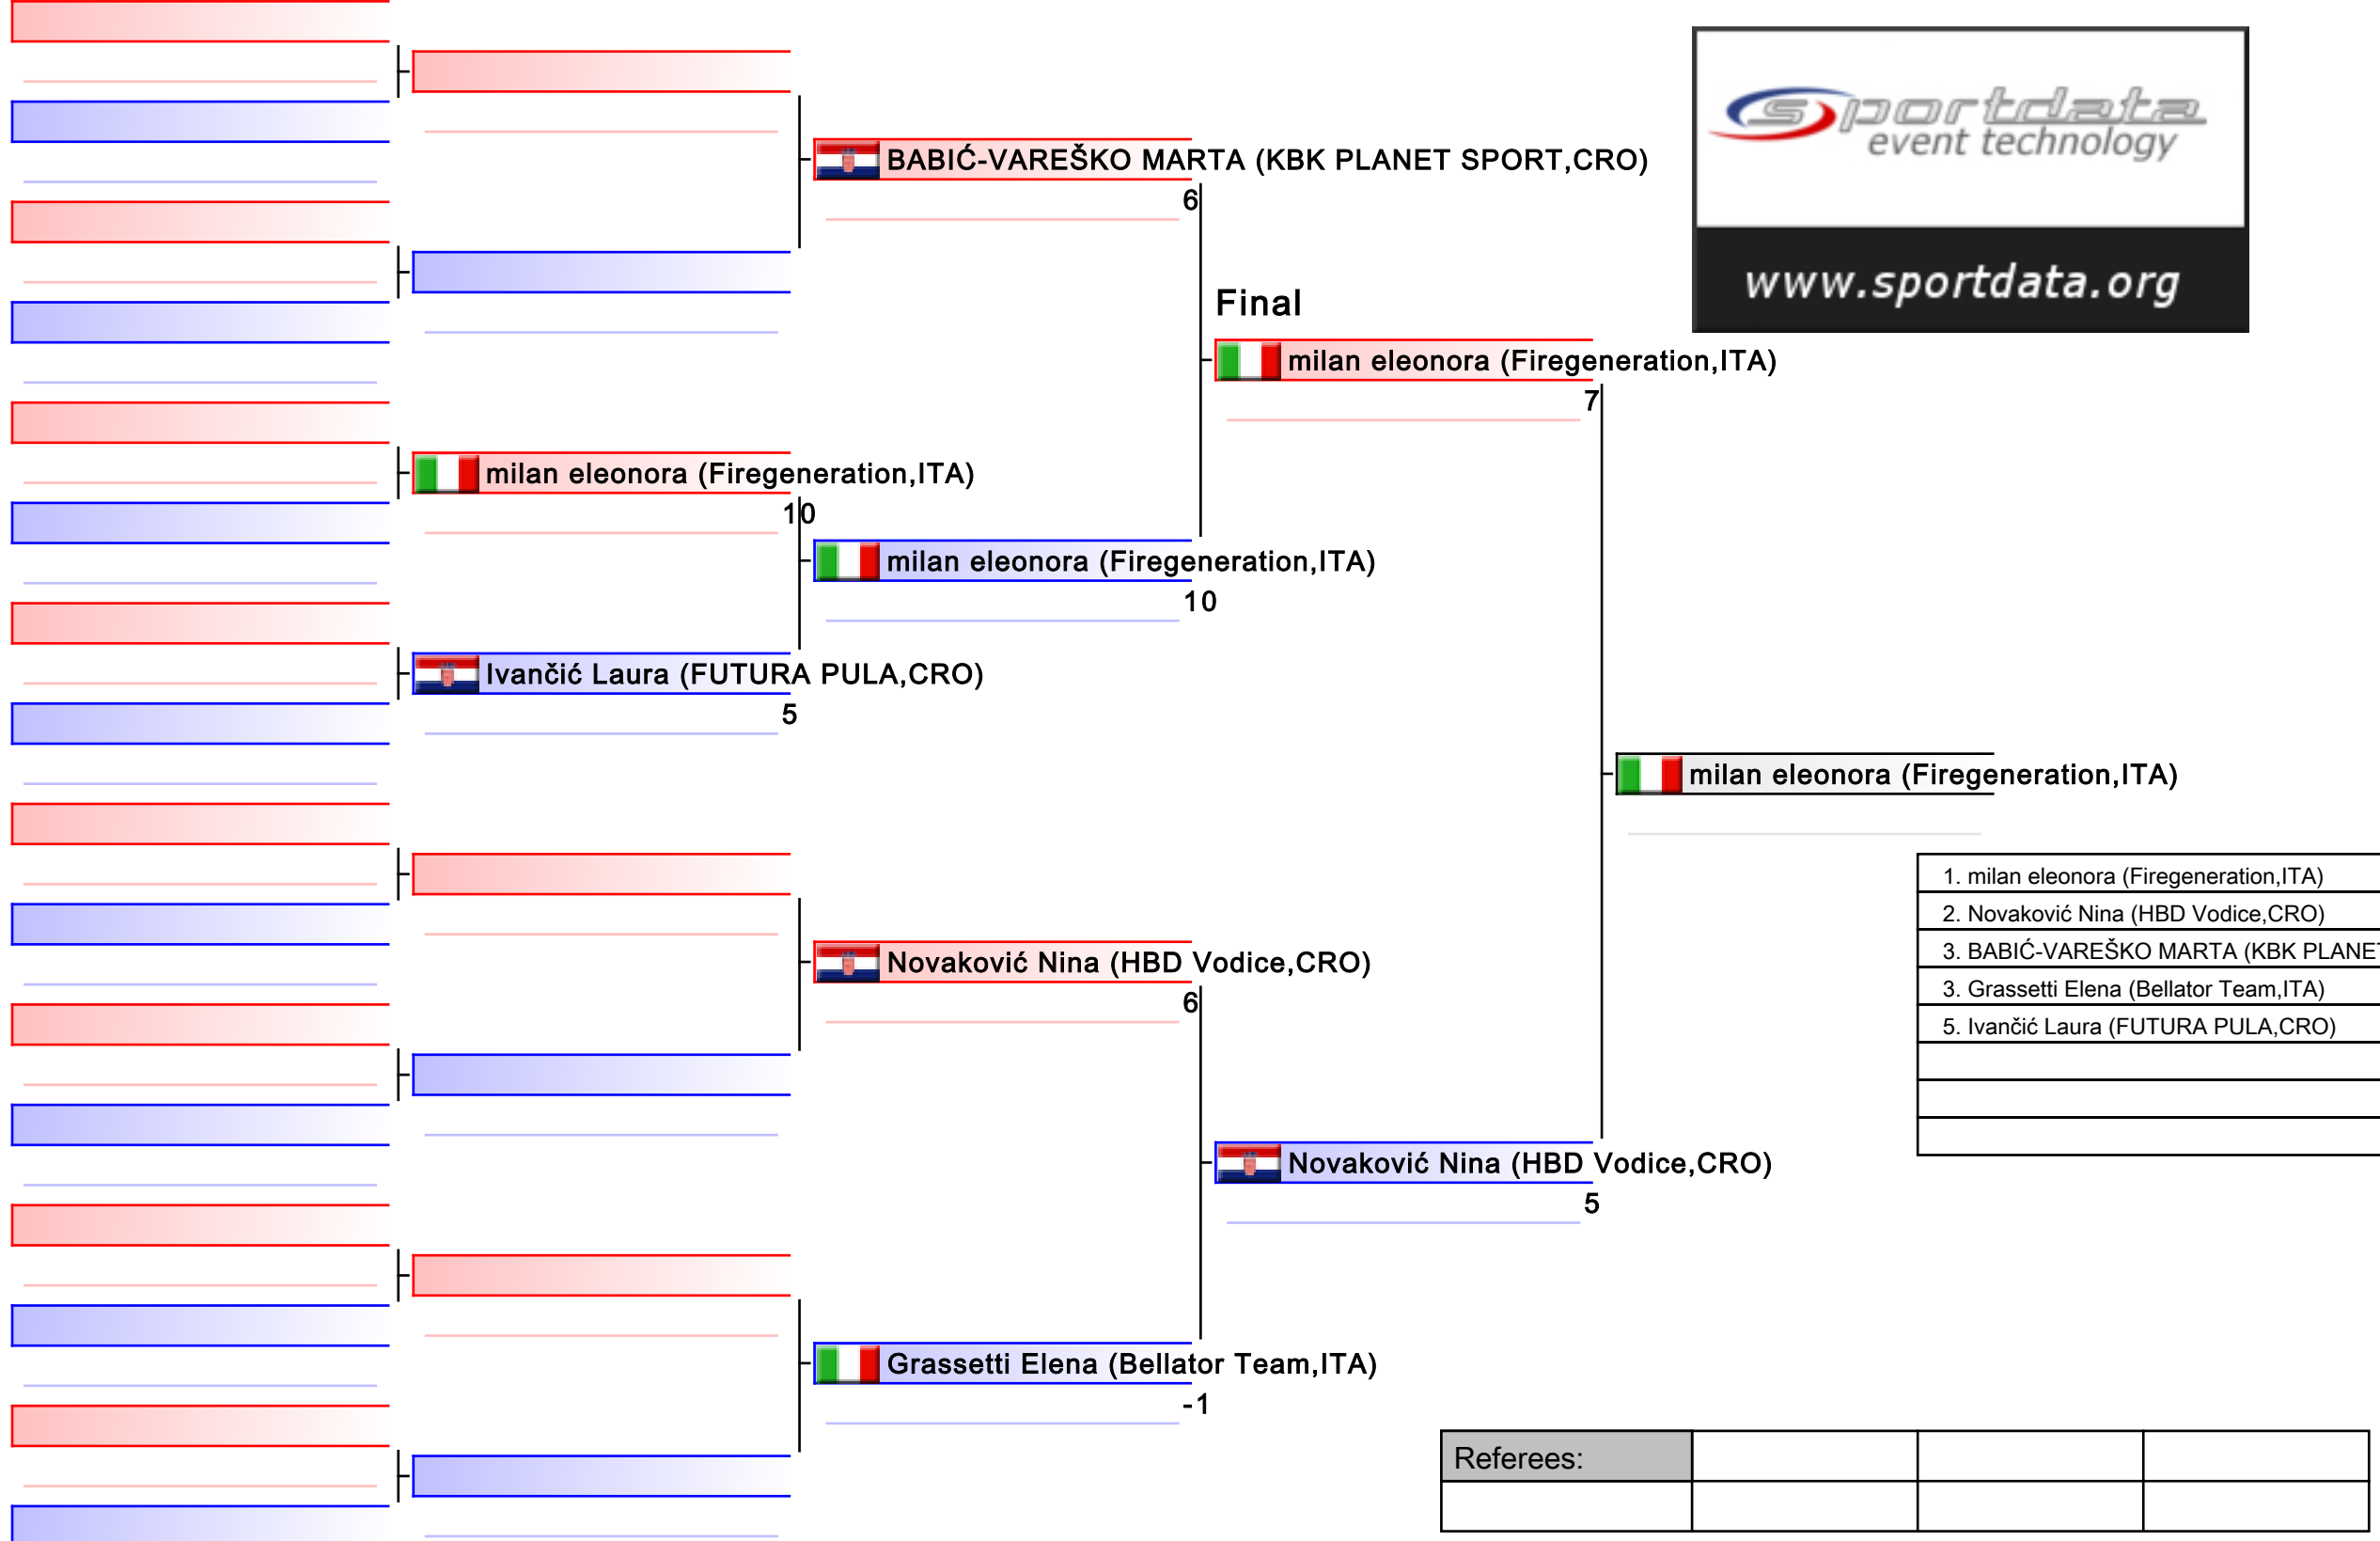 sportdata
event technology
www.sportdata.org
BABIĆ-VAREŠKO MARTA (KBK PLANET SPORT,CRO)
6
Final
milan eleonora (Firegeneration,ITA)
7
milan eleonora (Firegeneration,ITA)
10
milan eleonora (Firegeneration,ITA)
10
Ivančić Laura (FUTURA PULA,CRO)
5
milan eleonora (Firegeneration,ITA)
1. milan eleonora (Firegeneration,ITA)
2. Novaković Nina (HBD Vodice,CRO)
3. BABIĆ-VAREŠKO MARTA (KBK PLANET
3. Grassetti Elena (Bellator Team,ITA)
5. Ivančić Laura (FUTURA PULA,CRO)
Novaković Nina (HBD Vodice,CRO)
6
Novaković Nina (HBD Vodice,CRO)
5
Grassetti Elena (Bellator Team,ITA)
-1
Referees: